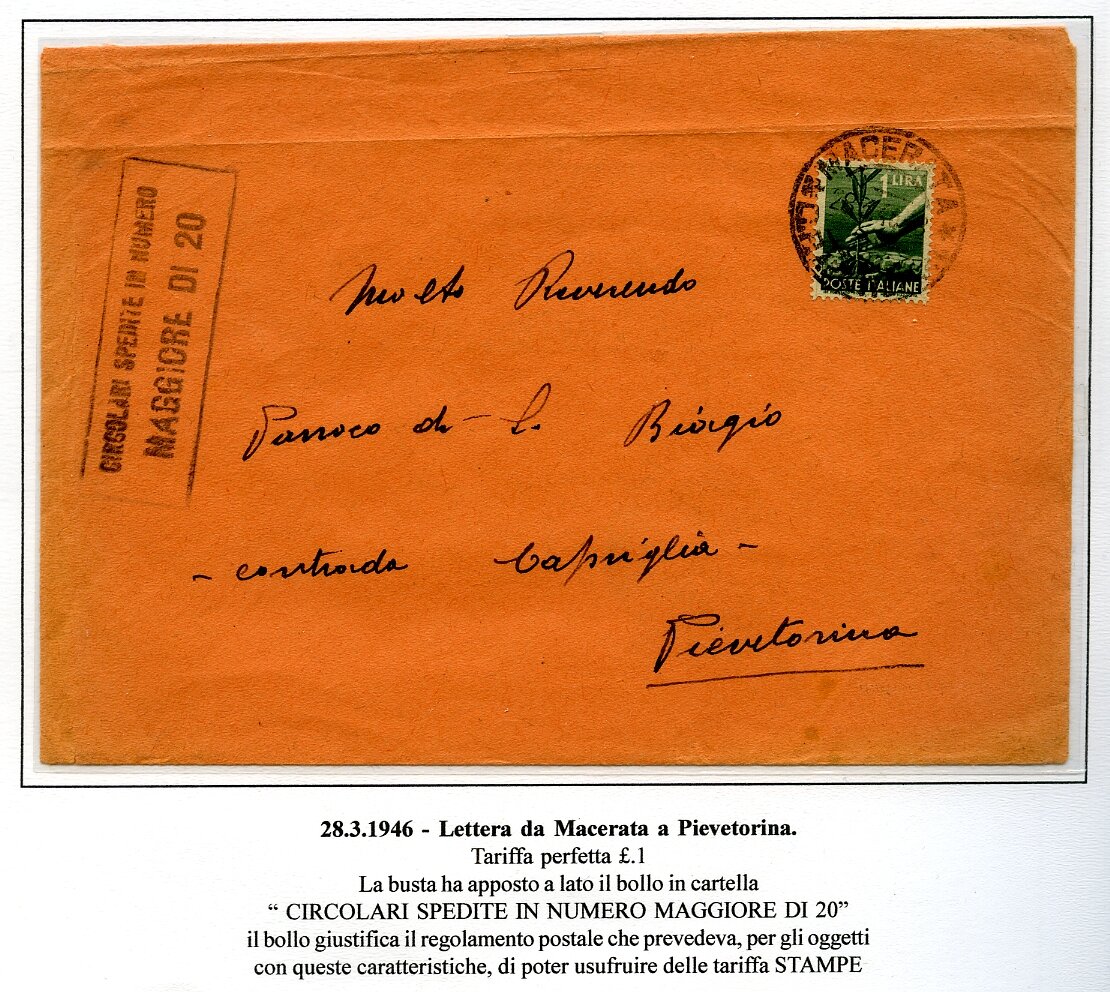 CIRCOLARI SPEDITE IN NUMERO
MAGGIORE DI 20
MACERATA
1 LIRA
POSTE ITALIANE
Molto Reverendo
Parroco di S. Biagio
- contrada Capriglia -
Pievetorina
28.3.1946 - Lettera da Macerata a Pievetorina.
Tariffa perfetta £.1
La busta ha apposto a lato il bollo in cartella
“ CIRCOLARI SPEDITE IN NUMERO MAGGIORE DI 20”
il bollo giustifica il regolamento postale che prevedeva, per gli oggetti
con queste caratteristiche, di poter usufruire delle tariffa STAMPE